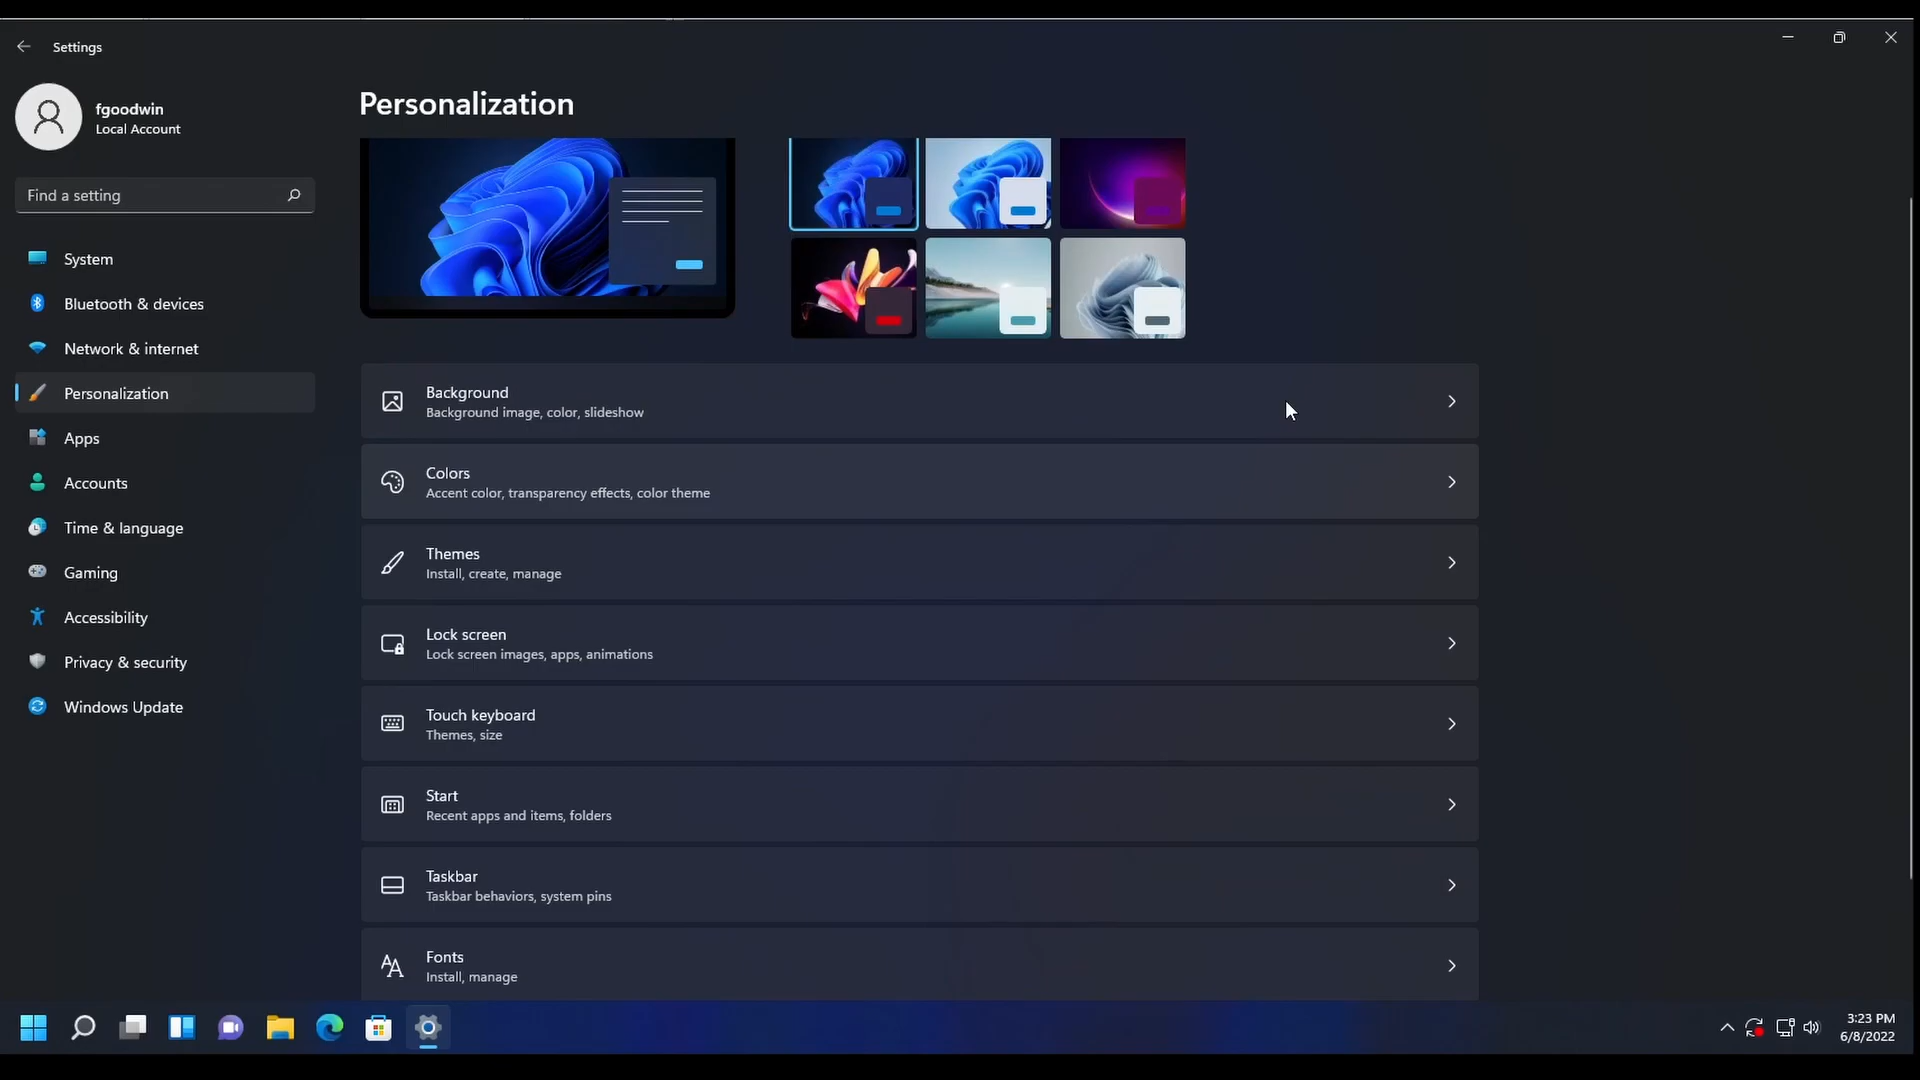 Settings
fgoodwin
Local Account
Find a setting
System
Bluetooth & devices
Network & internet
Personalization
Apps
Accounts
Time & language
Gaming
Accessibility
Privacy & security
Windows Update
Personalization
Background
Background image, color, slideshow
Colors
Accent color, transparency effects, color theme
Themes
Install, create, manage
Lock screen
Lock screen images, apps, animations
Touch keyboard
Themes, size
Start
Recent apps and items, folders
Taskbar
Taskbar behaviors, system pins
Fonts
Install, manage
3:23 PM
6/8/2022